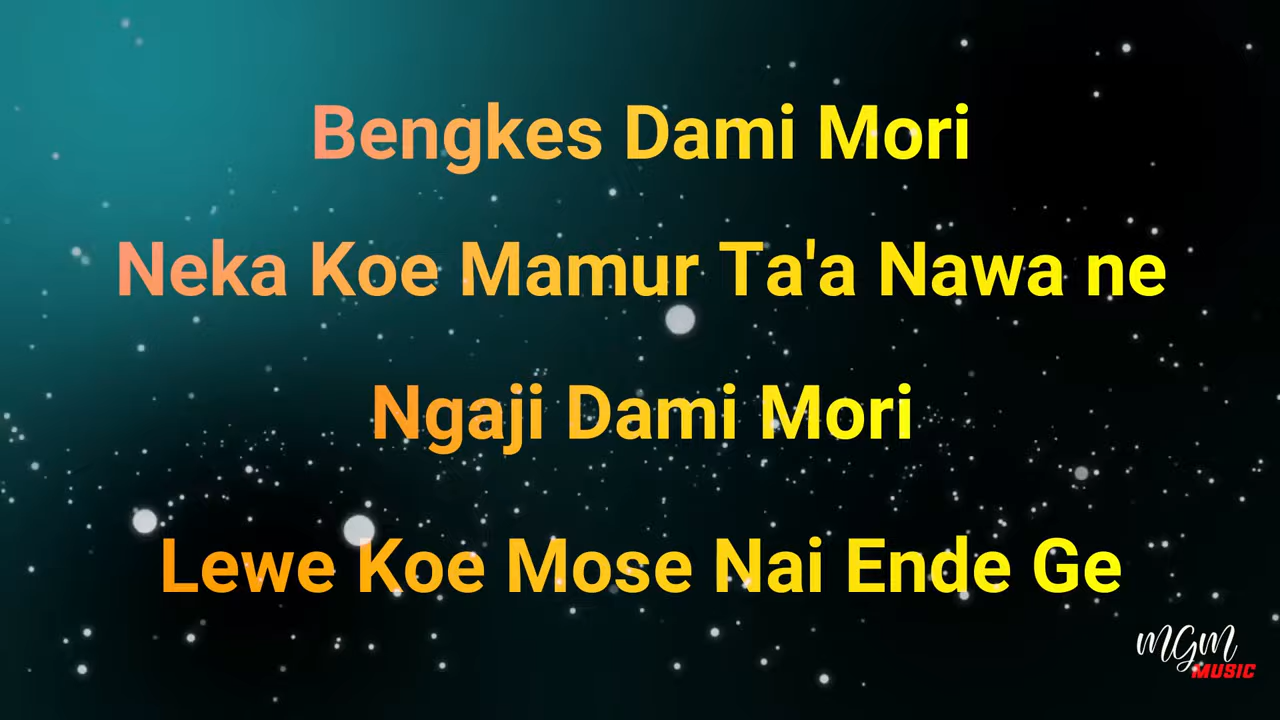 Bengkes Dami Mori
Neka Koe Mamur Ta'a Nawa ne
Ngaji Dami Mori
Lewe Koe Mose Nai Ende Ge
MGM
MUSIC